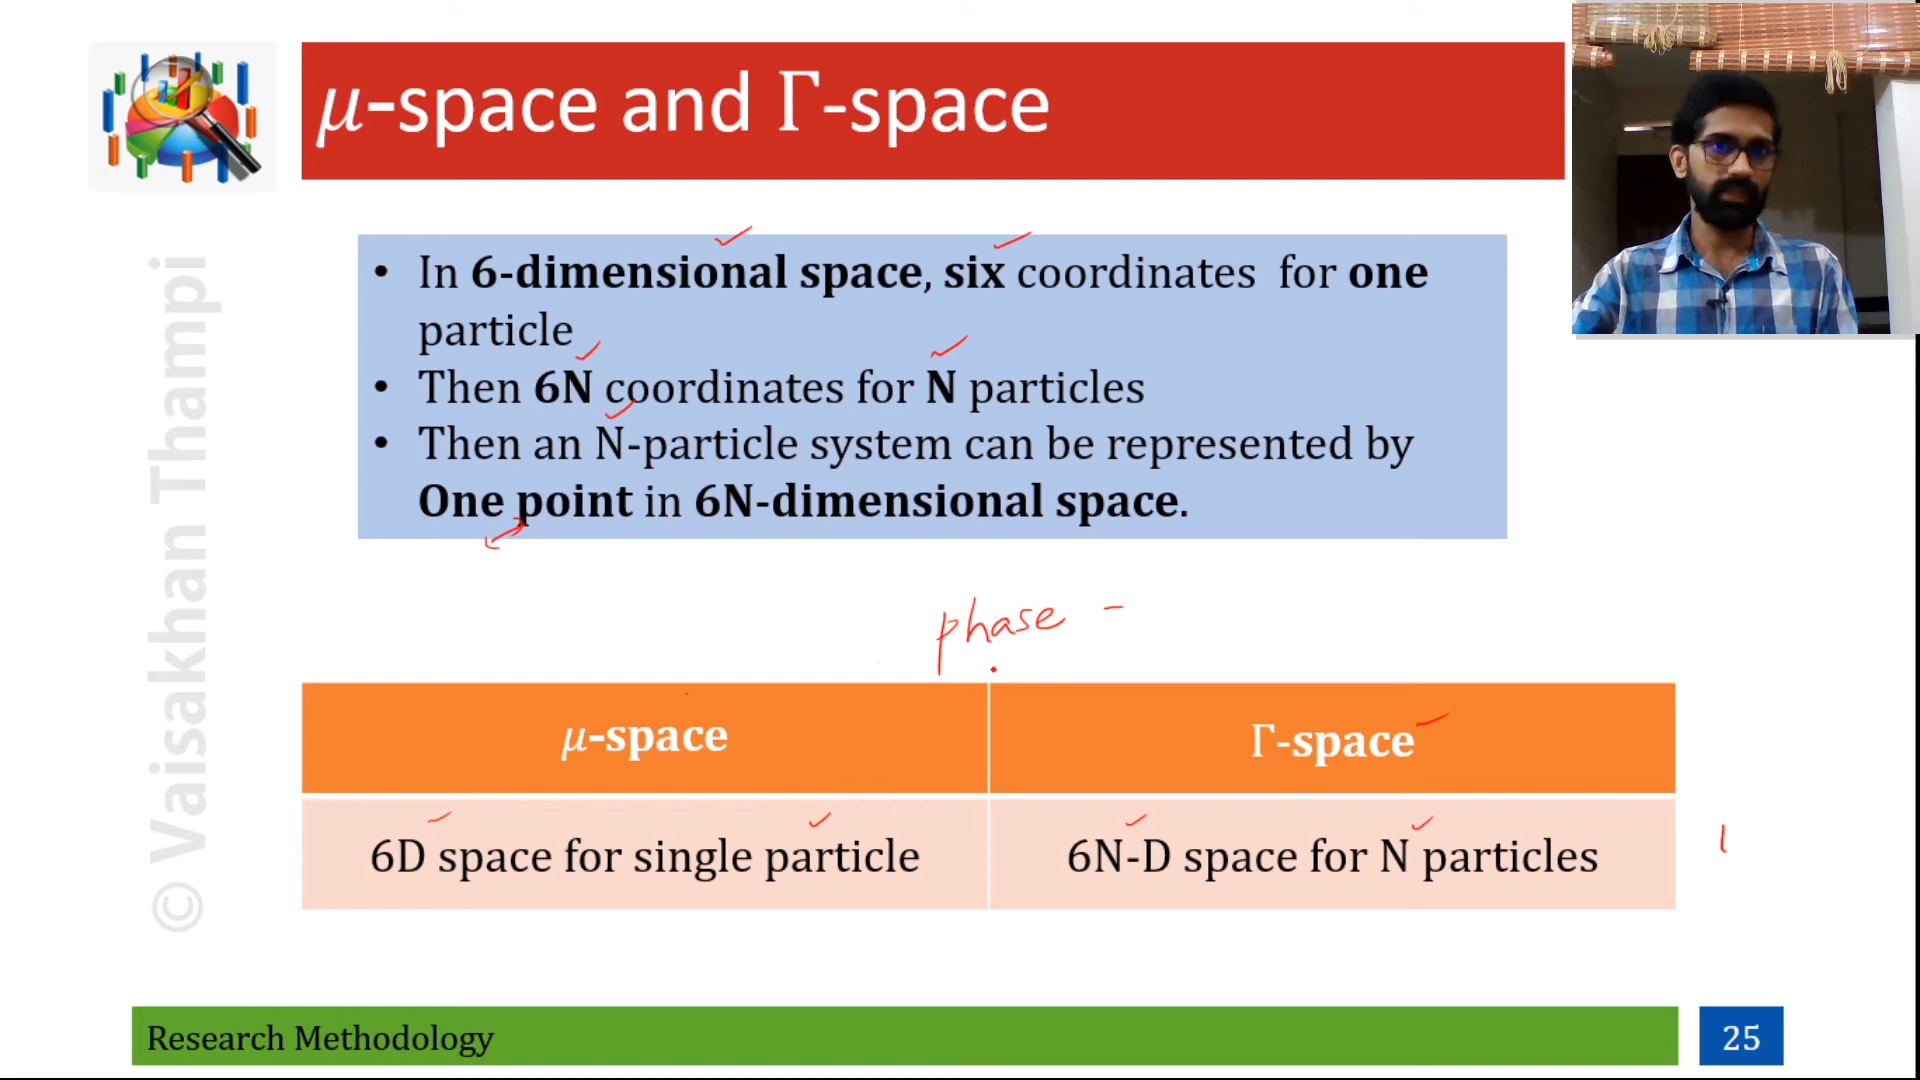 μ-space and Γ-space
• In 6-dimensional space, six coordinates for one
particle
• Then 6N coordinates for N particles
• Then an N-particle system can be represented by
One point in 6N-dimensional space.
phase -
μ-space
Γ-space
6D space for single particle
6N-D space for N particles
© Vaisakhan Thampi
Research Methodology
25